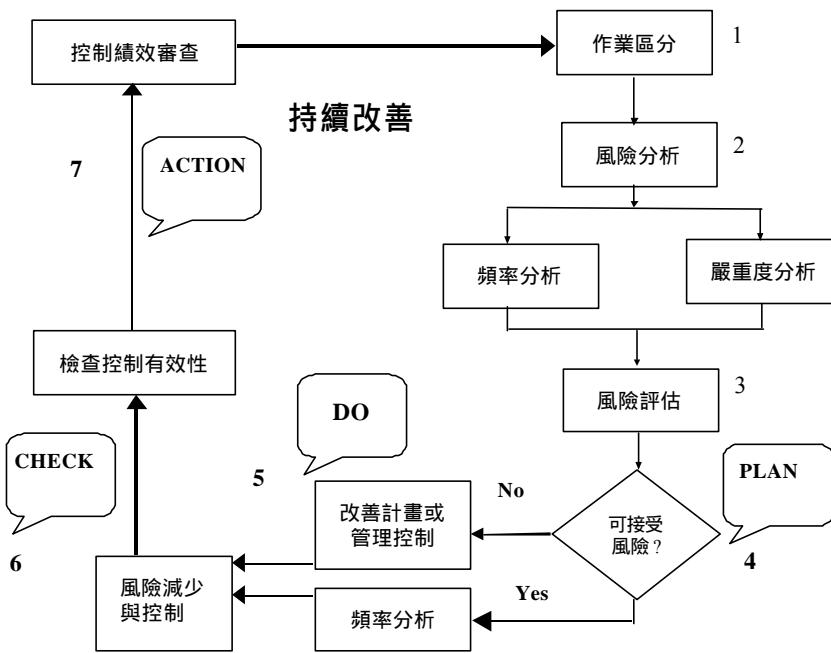 控制績效審查
作業區分
1
持續改善
風險分析
2
7
ACTION
頻率分析
嚴重度分析
檢查控制有效性
風險評估
3
DO
CHECK
PLAN
5
No
改善計畫或
管理控制
可接受
風險?
6
4
風險減少
與控制
Yes
頻率分析